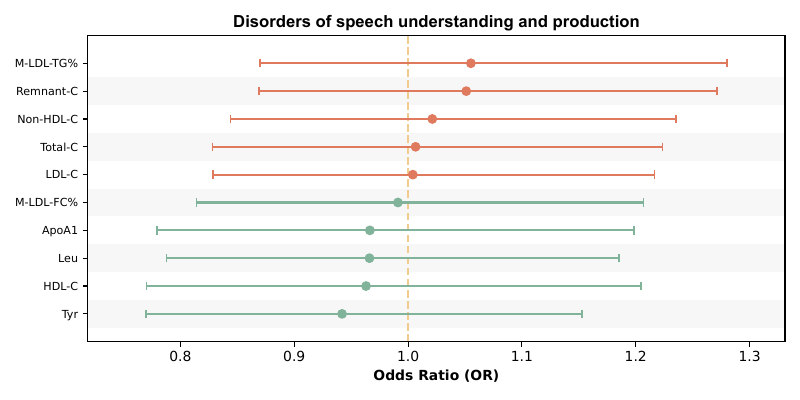 Disorders of speech understanding and production
M-LDL-TG%
Remnant-C
Non-HDL-C
Total-C
LDL-C
M-LDL-FC%
ApoA1
Leu
HDL-C
Tyr
0.8 0.9 1.0 1.1 1.2 1.3
Odds Ratio (OR)